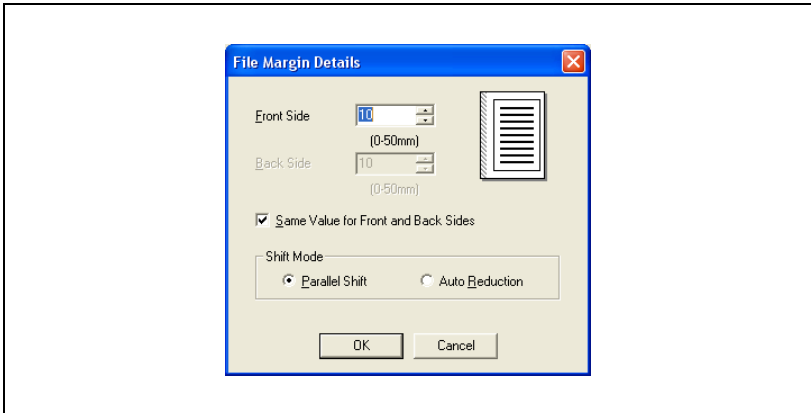 File Margin Details
Front Side 10
(0-50mm)
Back Side 10
(0-50mm)
Same Value for Front and Back Sides
Shift Mode
Parallel Shift Auto Reduction
OK Cancel